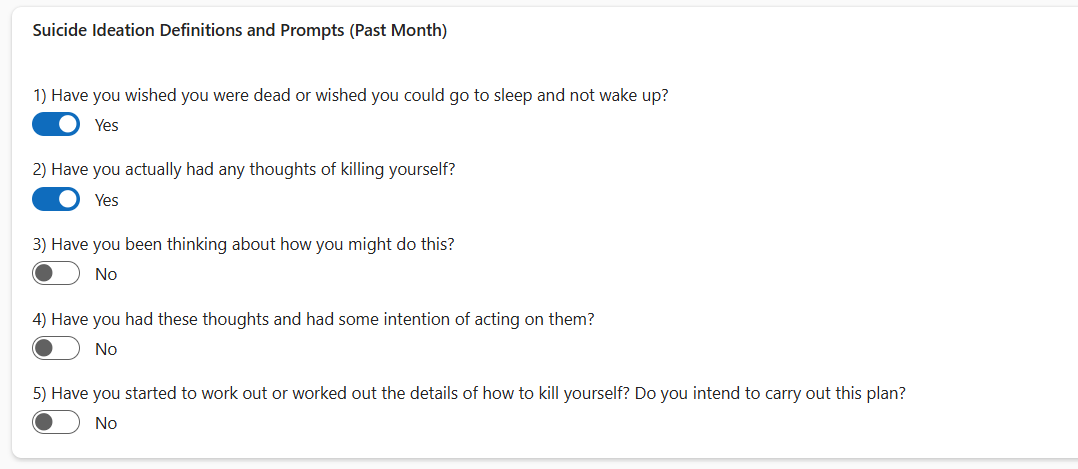 Suicide Ideation Definitions and Prompts (Past Month)
1) Have you wished you were dead or wished you could go to sleep and not wake up?
Yes
2) Have you actually had any thoughts of killing yourself?
Yes
3) Have you been thinking about how you might do this?
No
4) Have you had these thoughts and had some intention of acting on them?
No
5) Have you started to work out or worked out the details of how to kill yourself? Do you intend to carry out this plan?
No